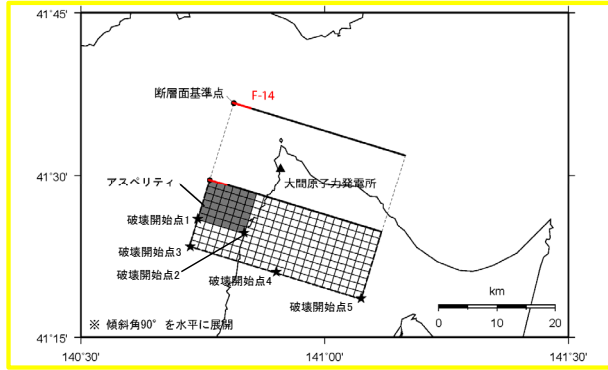 41°45'
断層面基準点
F-14
41°30'
大間原子力発電所
アスペリティ
破壊開始点1
破壊開始点3
破壊開始点2
破壊開始点4
破壊開始点5
km
0 10 20
※ 傾斜角90° を水平に展開
41°15'
140°30' 141°00' 141°30'